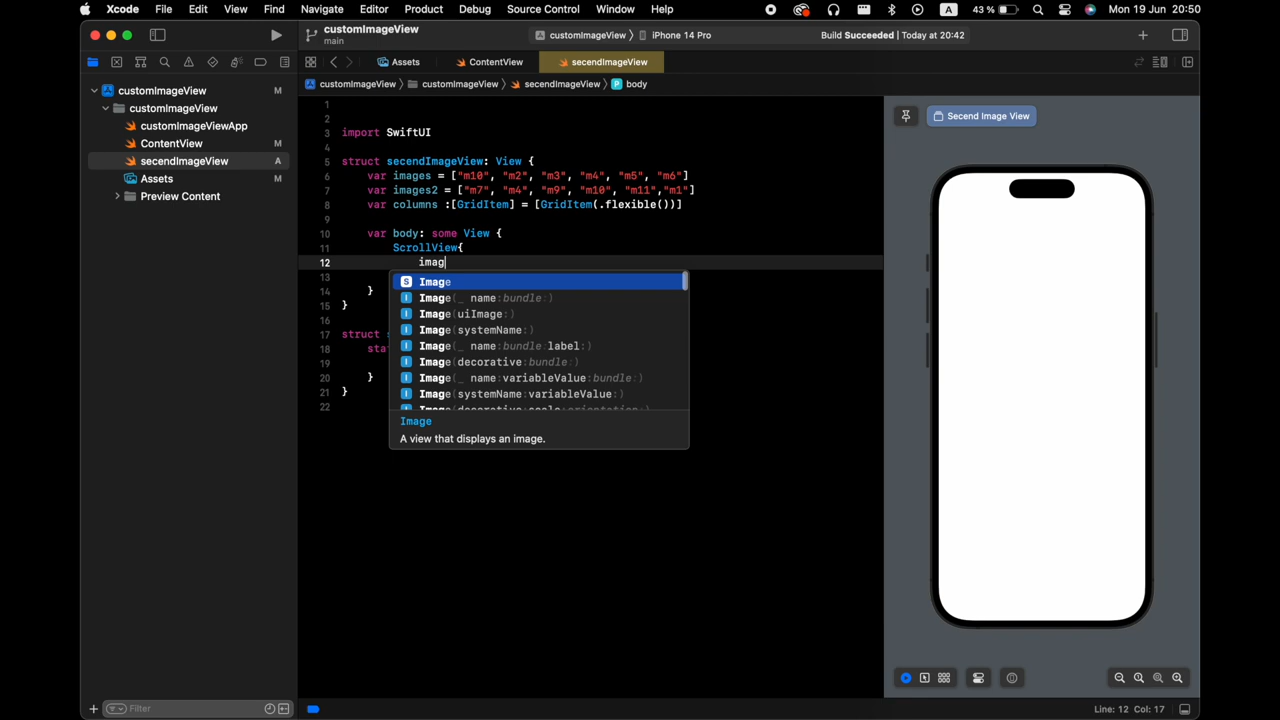 Xcode File Edit View Find Navigate Editor Product Debug Source Control Window Help A 43 % Mon 19 Jun 20:50
customImageView
main
customImageView 〉 iPhone 14 Pro
Build Succeeded | Today at 20:42
Assets
ContentView
secendImageView
customImageView 〉 customImageView 〉 secendImageView 〉 P body
customImageView M
customImageView
customImageViewApp
ContentView M
secendImageView A
Assets M
Preview Content
1
2
3 import SwiftUI
4
5 struct secendImageView: View {
6 var images = ["m10", "m2", "m3", "m4", "m5", "m6"]
7 var images2 = ["m7", "m4", "m9", "m10", "m11","m1"]
8 var columns :[GridItem] = [GridItem(.flexible())]
9
10 var body: some View {
11 ScrollView{
12 imag
13
14 }
15 }
16
17 struct
18 sta
19
20 }
21 }
22
S Image
I Image(_ name:bundle:)
I Image(uiImage:)
I Image(systemName:)
I Image(_ name:bundle:label:)
I Image(decorative:bundle:)
I Image(_ name:variableValue:bundle:)
I Image(systemName:variableValue:)
I Image(decorative:scale:orientation:)
Image
A view that displays an image.
Secend Image View
Filter
Line: 12 Col: 17